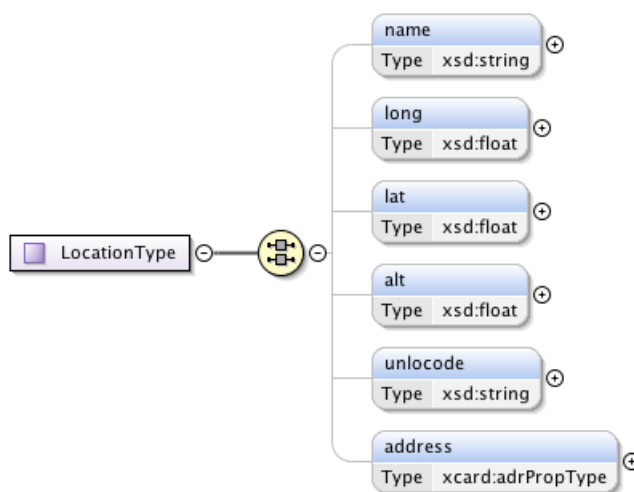 name
Type xsd:string
long
Type xsd:float
lat
Type xsd:float
LocationType
alt
Type xsd:float
unlocode
Type xsd:string
address
Type xcard:adrPropType